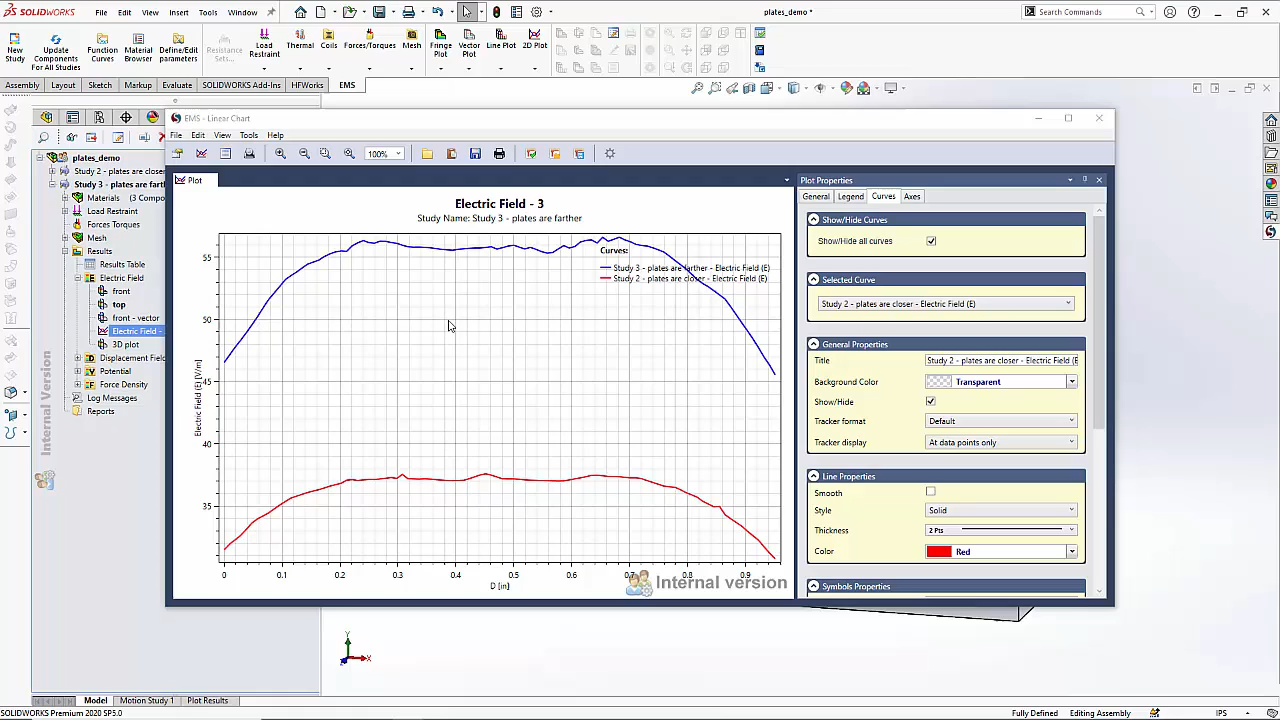 SOLIDWORKS File Edit View Insert Tools Window plates_demo * Search Commands
New Study
Update Components For All Studies
Function Curves
Material Browser
Define/Edit parameters
Resistance Sets...
Load Restraint
Thermal
Coils
Forces/Torques
Mesh
Fringe Plot
Vector Plot
Line Plot
2D Plot
Assembly Layout Sketch Markup Evaluate SOLIDWORKS Add-Ins HFWorks EMS
plates_demo
Study 2 - plates are closer
Study 3 - plates are farth
Materials (3 Compo
Load Restraint
Forces Torques
Mesh
Results
Results Table
Electric Field
front
top
front - vector
Electric Field -
3D plot
Displacement Field
Potential
Force Density
Log Messages
Reports
Internal Version
EMS - Linear Chart
File Edit View Tools Help
100%
Plot
Electric Field - 3
Study Name: Study 3 - plates are farther
Curves:
Study 3 - plates are farther - Electric Field (E)
Study 2 - plates are closer - Electric Field (E)
Electric Field (E) [V/m]
55
50
45
40
35
0 0.1 0.2 0.3 0.4 0.5 0.6 0.7 0.8 0.9
D [in]
Internal version
Plot Properties
General Legend Curves Axes
Show/Hide Curves
Show/Hide all curves
Selected Curve
Study 2 - plates are closer - Electric Field (E)
General Properties
Title Study 2 - plates are closer - Electric Field (E
Background Color Transparent
Show/Hide
Tracker format Default
Tracker display At data points only
Line Properties
Smooth
Style Solid
Thickness 2 Pts
Color Red
Symbols Properties
Y
X
Z
Model Motion Study 1 Plot Results
SOLIDWORKS Premium 2020 SP5.0 Fully Defined Editing Assembly IPS